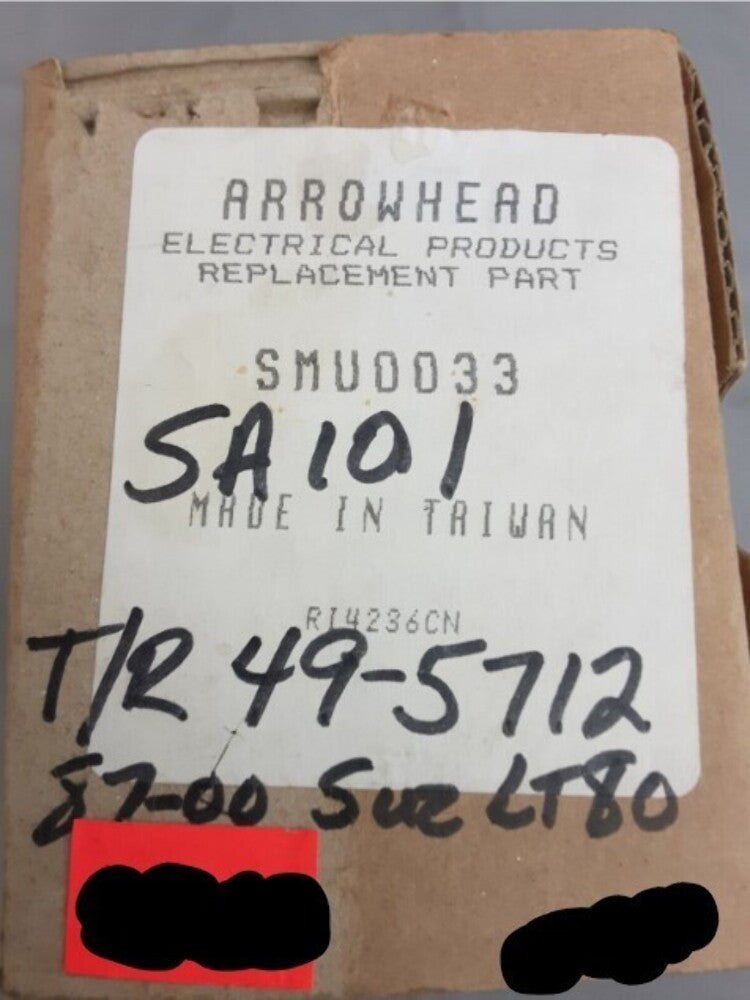 ARROWHEAD
ELECTRICAL PRODUCTS
REPLACEMENT PART
SMU0033
SA101
MADE IN TAIWAN
RI4236CN
T/R 49-5712
87-00 Suz LT80